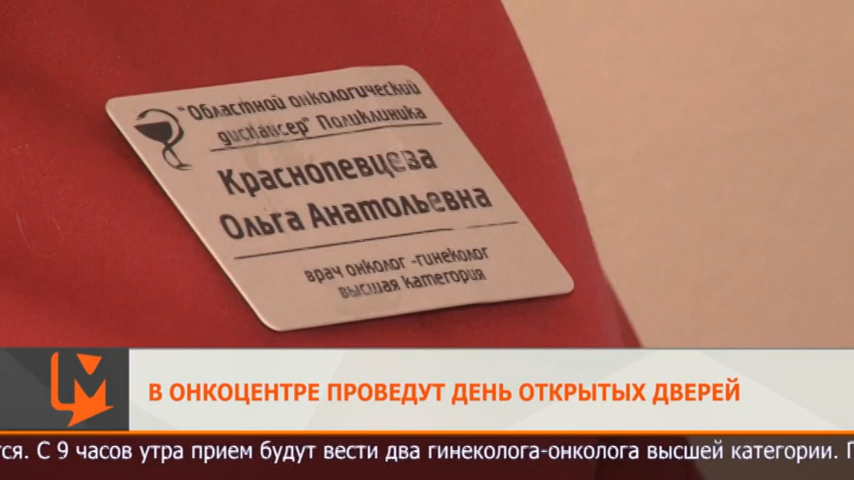 "Областной онкологический
диспансер" Поликлиника
Краснопевцева
Ольга Анатольевна
врач онколог -гинеколог
высшая категория
В ОНКОЦЕНТРЕ ПРОВЕДУТ ДЕНЬ ОТКРЫТЫХ ДВЕРЕЙ
тся. С 9 часов утра прием будут вести два гинеколога-онколога высшей категории. П